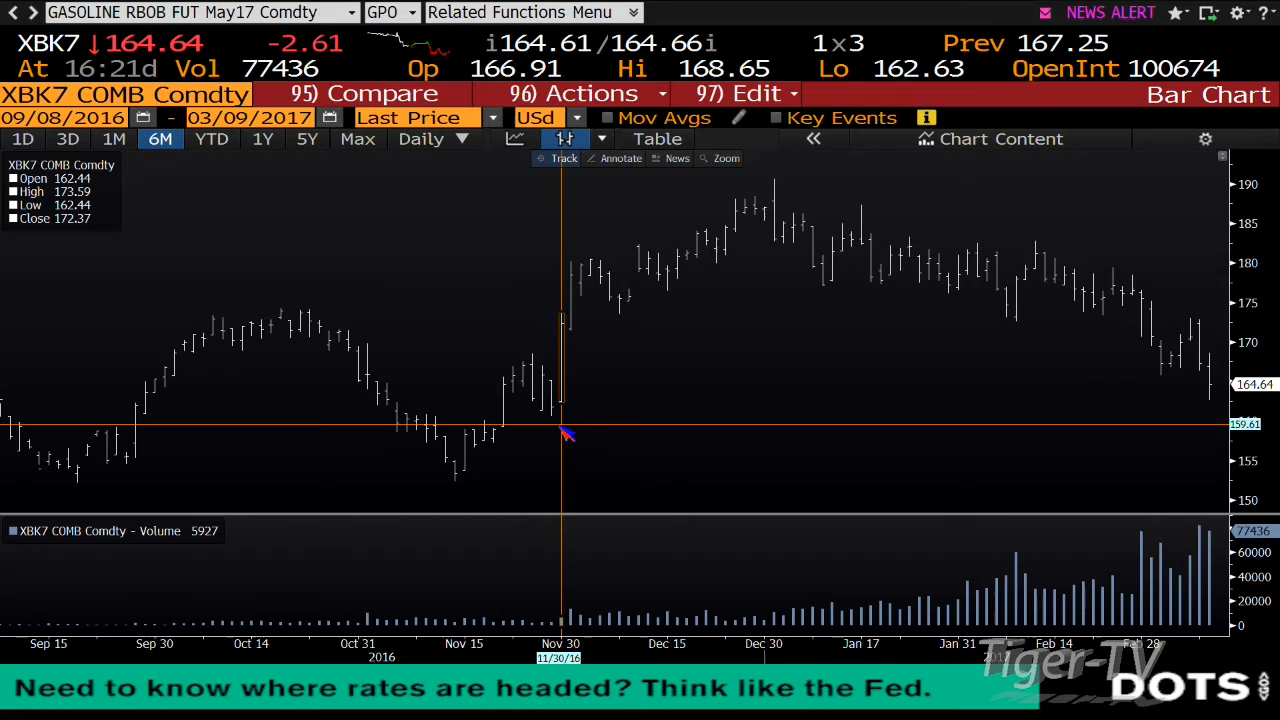 GASOLINE RBOB FUT May17 Comdty GPO Related Functions Menu NEWS ALERT
XBK7 164.64 -2.61 i164.61/164.66i 1x3 Prev 167.25
At 16:21d Vol 77436 Op 166.91 Hi 168.65 Lo 162.63 OpenInt 100674
XBK7 COMB Comdty 95) Compare 96) Actions 97) Edit Bar Chart
09/08/2016 - 03/09/2017 Last Price USd Mov Avgs Key Events
1D 3D 1M 6M YTD 1Y 5Y Max Daily Table Chart Content
Track Annotate News Zoom
XBK7 COMB Comdty
Open 162.44
High 173.59
Low 162.44
Close 172.37
190
185
180
175
170
164.64
159.61
155
150
XBK7 COMB Comdty - Volume 5927
77436
60000
40000
20000
0
Sep 15 Sep 30 Oct 14 Oct 31 Nov 15 Nov 30 Dec 15 Dec 30 Jan 17 Jan 31 Feb 14 Feb 28
2016 11/30/16
Tiger-TV
Need to know where rates are headed? Think like the Fed.
DOTS